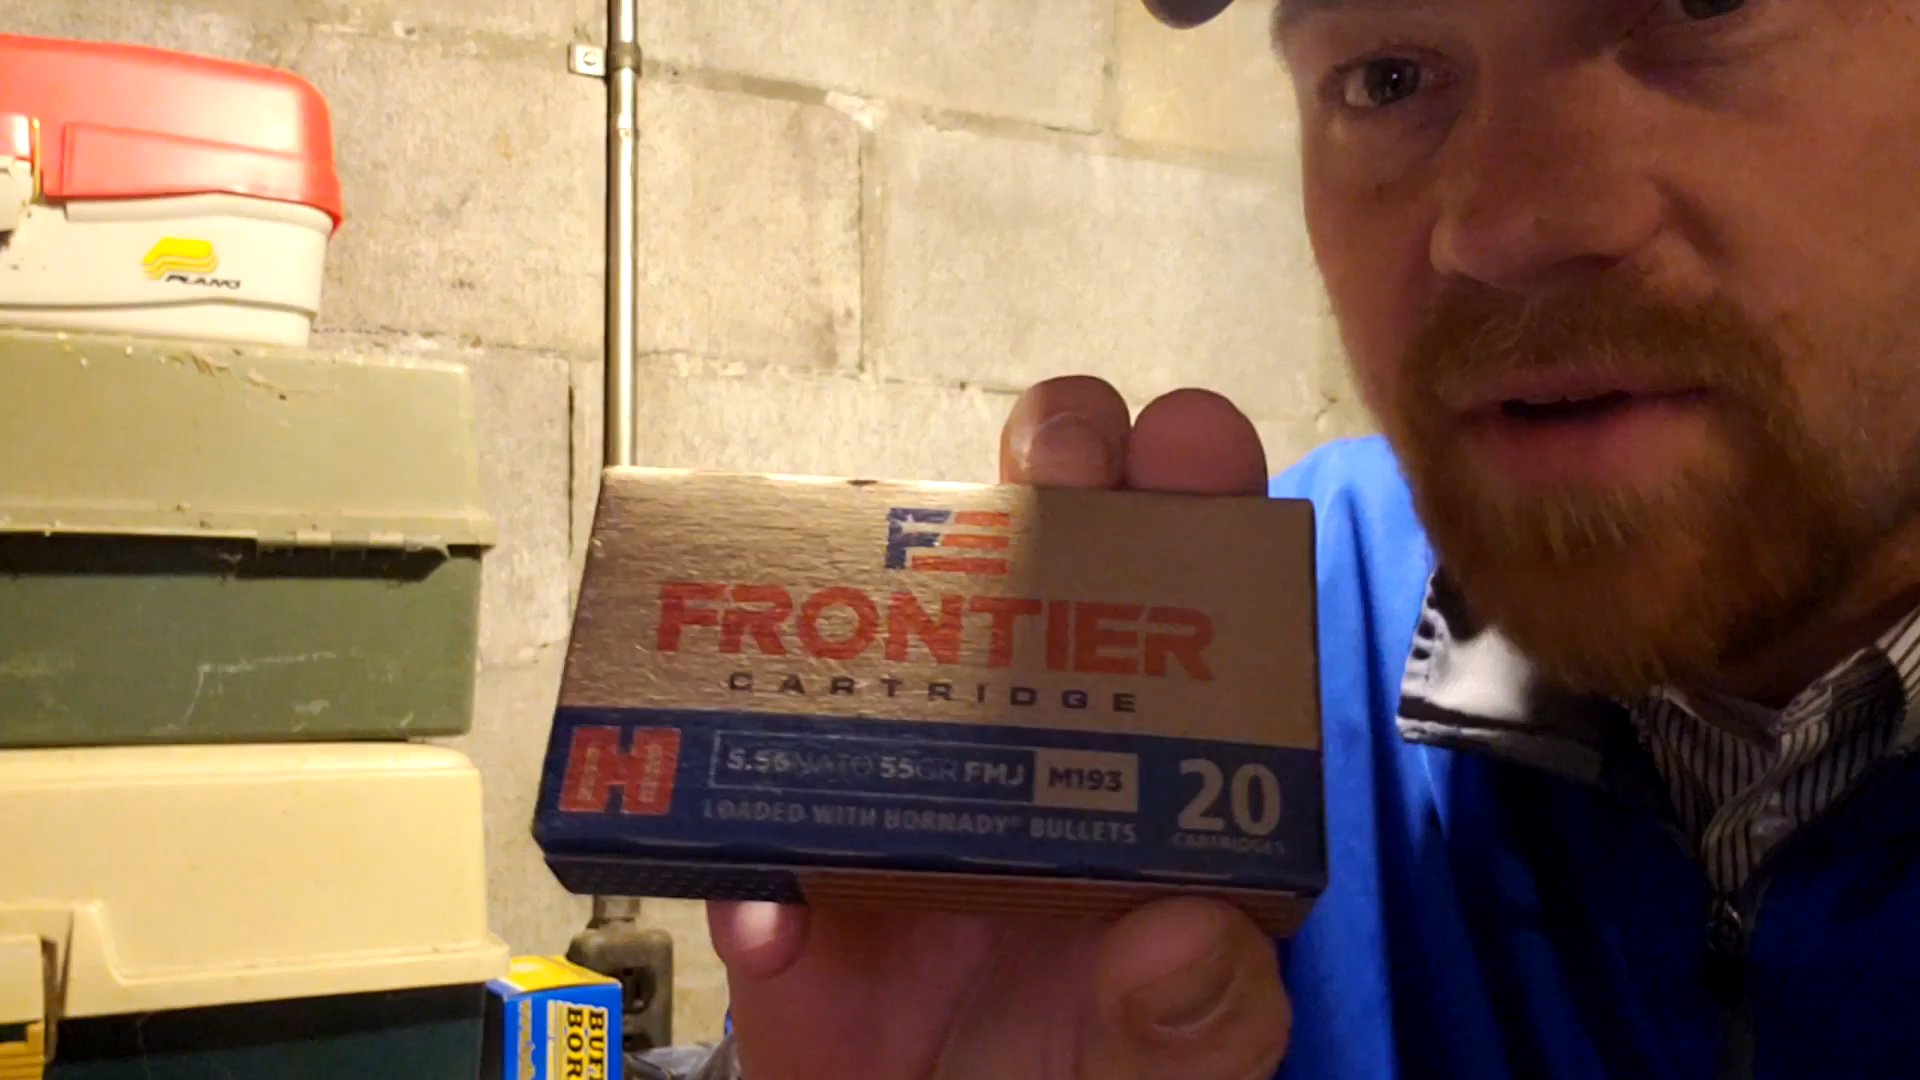 PLANO
FRONTIER
CARTRIDGE
H
5.56 NATO 55GR FMJ M193
LOADED WITH HORNADY® BULLETS
20
CARTRIDGES